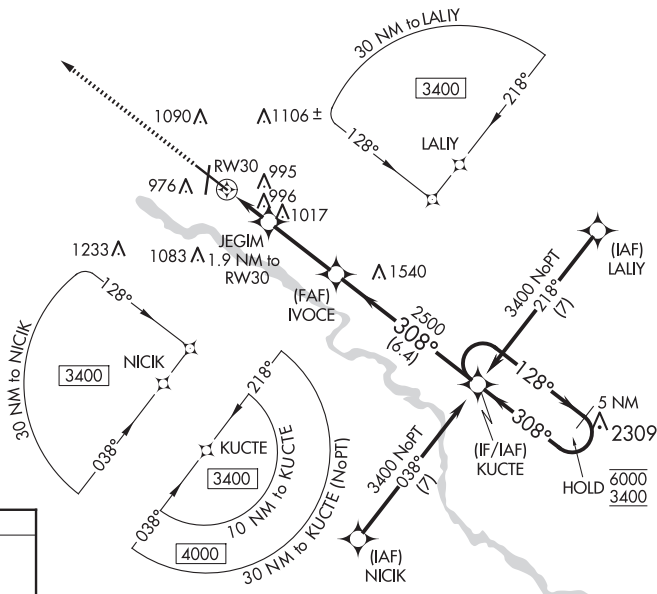 30 NM to LALIY
3400
218°
128°
LALIY
1090
1106 ±
RW30
995
976
996
1017
JEGIM
1.9 NM to
RW30
1233
1083
(FAF)
IVOCE
1540
(IAF)
LALIY
3400 NoPT
218°
(7)
2500
308°
(6.4)
128°
308°
5 NM
2309
(IF/IAF)
KUCTE
HOLD
6000
3400
3400 NoPT
038°
(7)
(IAF)
NICIK
30 NM to NICIK
128°
NICIK
3400
038°
218°
KUCTE
3400
10 NM to KUCTE
038°
4000
30 NM to KUCTE (NoPT)